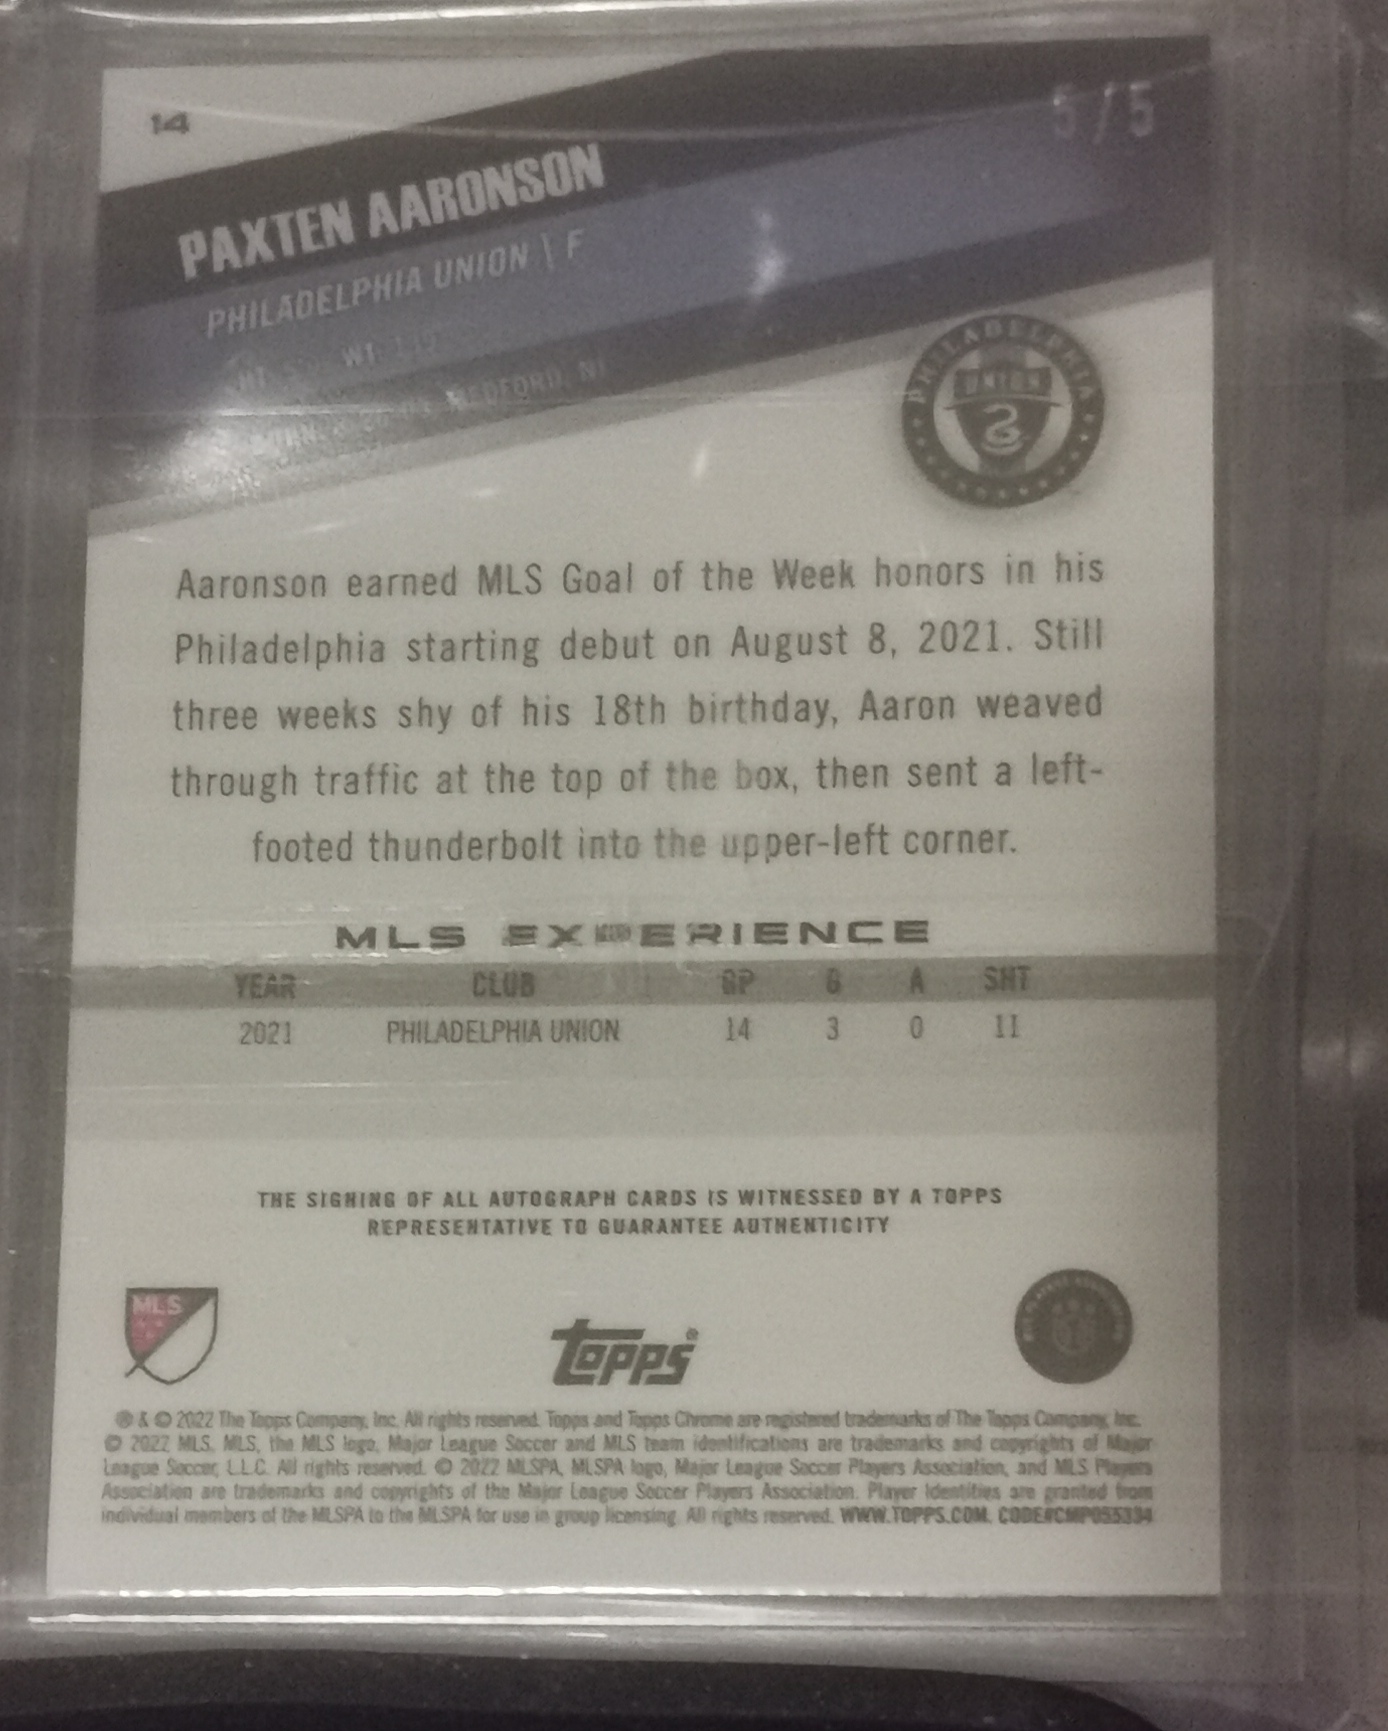 14
5/5
PAXTEN AARONSON
PHILADELPHIA UNION \ F
WT:
MEDFORD, NJ
PHILADELPHIA
UNION
Aaronson earned MLS Goal of the Week honors in his
Philadelphia starting debut on August 8, 2021. Still
three weeks shy of his 18th birthday, Aaron weaved
through traffic at the top of the box, then sent a left-
footed thunderbolt into the upper-left corner.
MLS EXPERIENCE
YEAR CLUB GP G A SHT
2021 PHILADELPHIA UNION 14 3 0 11
THE SIGNING OF ALL AUTOGRAPH CARDS IS WITNESSED BY A TOPPS
REPRESENTATIVE TO GUARANTEE AUTHENTICITY
MLS
topps®
® & © 2022 The Topps Company, Inc. All rights reserved. Topps and Topps Chrome are registered trademarks of The Topps Company, Inc.
© 2022 MLS. MLS, the MLS logo, Major League Soccer and MLS team identifications are trademarks and copyrights of Major
League Soccer, L.L.C. All rights reserved. © 2022 MLSPA, MLSPA logo, Major League Soccer Players Association, and MLS Players
Association are trademarks and copyrights of the Major League Soccer Players Association. Player Identities are granted from
individual members of the MLSPA to the MLSPA for use in group licensing. All rights reserved. WWW.TOPPS.COM. CODE#CMP055334